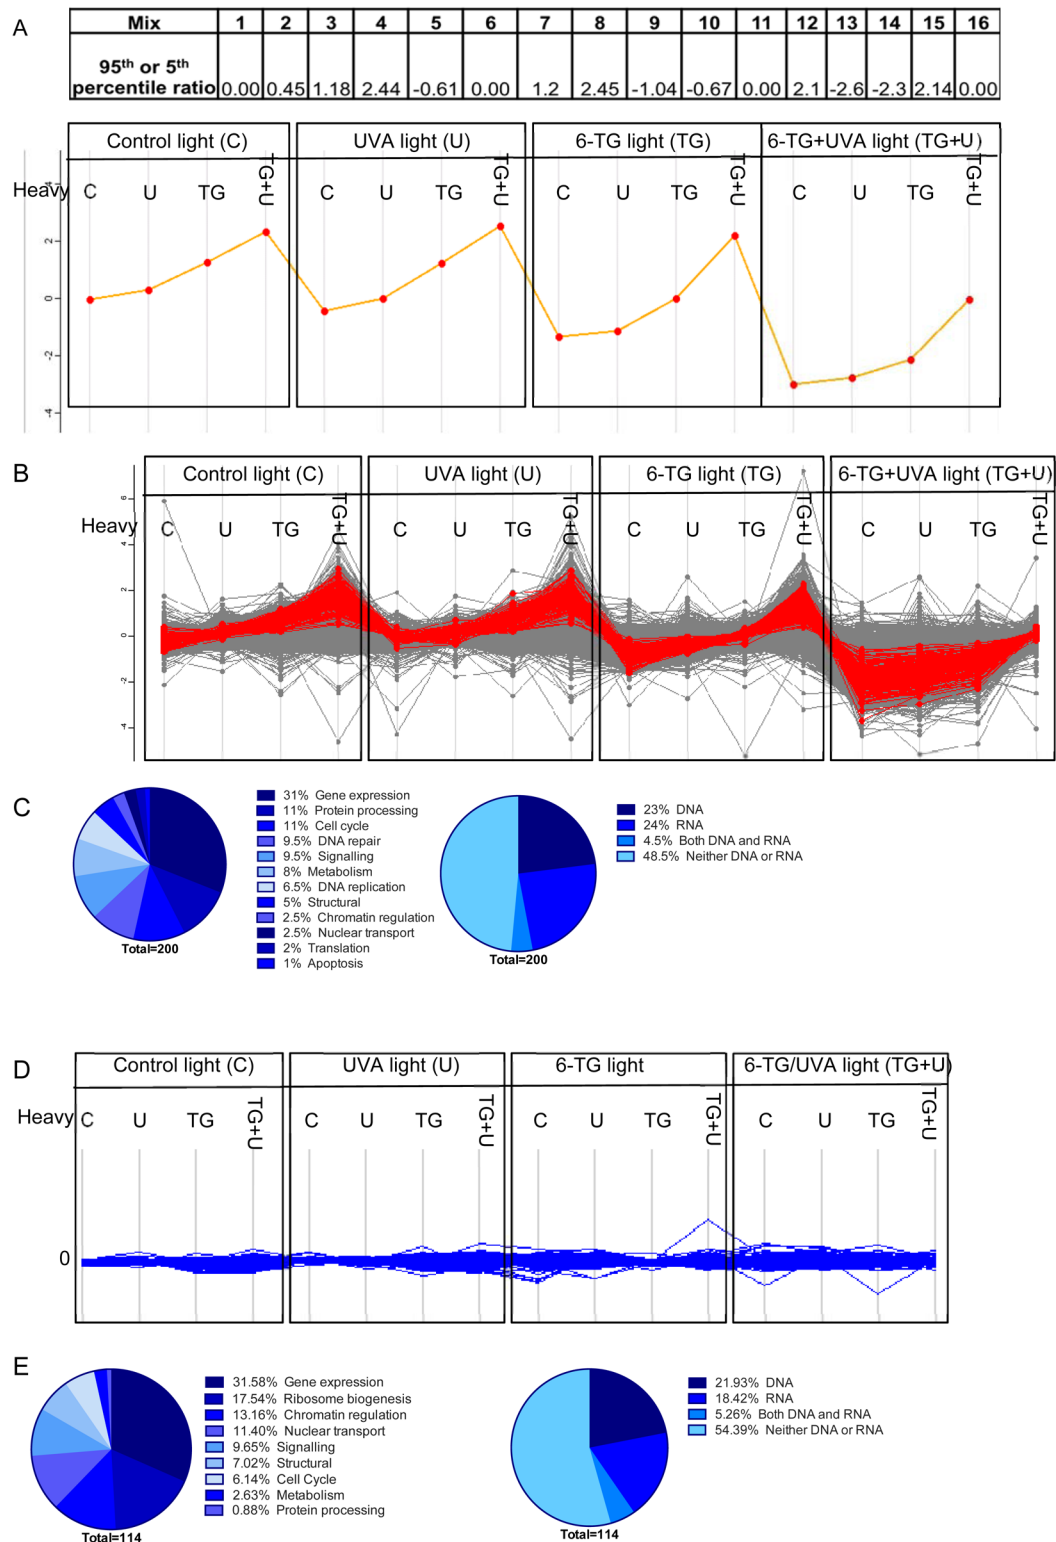 A
Mix 1 2 3 4 5 6 7 8 9 10 11 12 13 14 15 16
95th or 5th
percentile ratio 0.00 0.45 1.18 2.44 -0.61 0.00 1.2 2.45 -1.04 -0.67 0.00 2.1 -2.6 -2.3 2.14 0.00
Control light (C) UVA light (U) 6-TG light (TG) 6-TG+UVA light (TG+U)
Heavy C U TG TG+U C U TG C U TG TG+U C U TG TG+U
4
2
0
-2
-4
B
Control light (C) UVA light (U) 6-TG light (TG) 6-TG+UVA light (TG+U)
Heavy C U TG TG+U C U TG TG+U C U TG TG+U C U TG TG+U
6
4
2
0
-2
-4
C
31% Gene expression
11% Protein processing
11% Cell cycle
9.5% DNA repair
9.5% Signalling
8% Metabolism
6.5% DNA replication
5% Structural
2.5% Chromatin regulation
2.5% Nuclear transport
2% Translation
1% Apoptosis
Total=200
23% DNA
24% RNA
4.5% Both DNA and RNA
48.5% Neither DNA or RNA
Total=200
D
Control light (C) UVA light (U) 6-TG light 6-TG/UVA light (TG+U)
Heavy C U TG TG+U C U TG TG+U C U TG TG+U C U TG TG+U
0
E
31.58% Gene expression
17.54% Ribosome biogenesis
13.16% Chromatin regulation
11.40% Nuclear transport
9.65% Signalling
7.02% Structural
6.14% Cell Cycle
2.63% Metabolism
0.88% Protein processing
Total=114
21.93% DNA
18.42% RNA
5.26% Both DNA and RNA
54.39% Neither DNA or RNA
Total=114